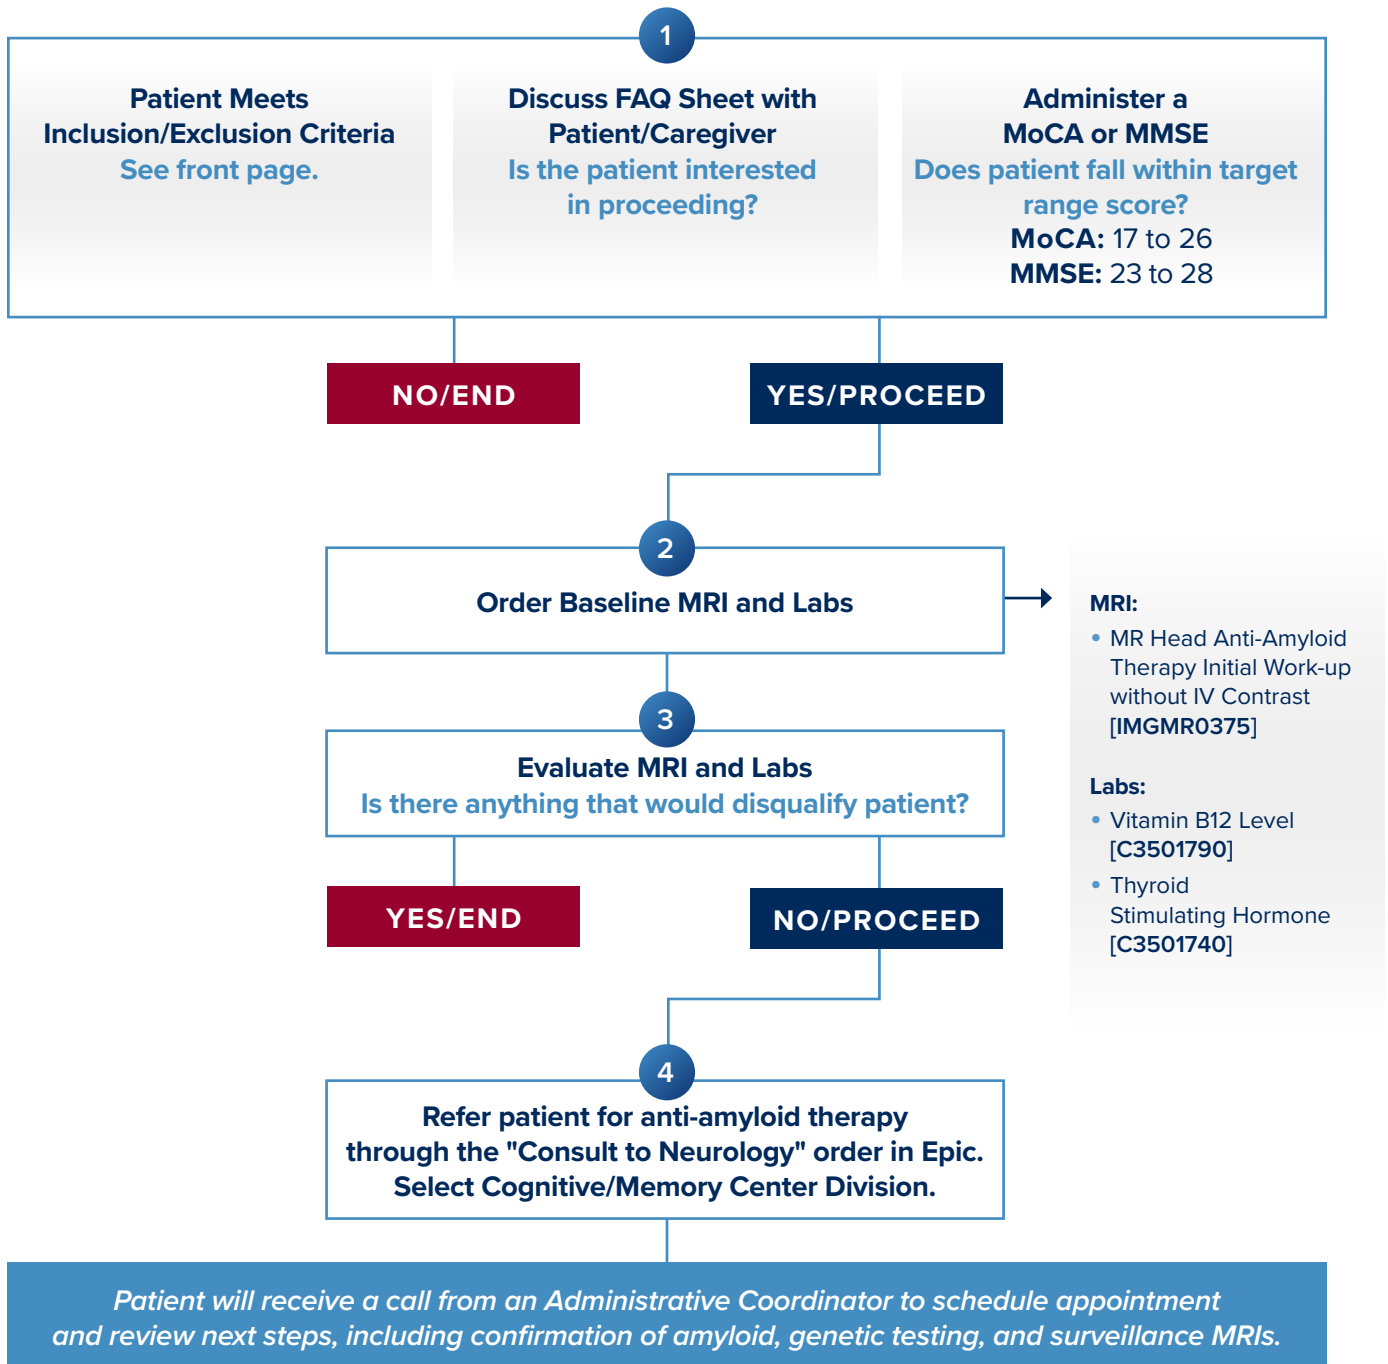 1
Patient Meets
Inclusion/Exclusion Criteria
See front page.
Discuss FAQ Sheet with
Patient/Caregiver
Is the patient interested
in proceeding?
Administer a
MoCA or MMSE
Does patient fall within target
range score?
MoCA: 17 to 26
MMSE: 23 to 28
NO/END
YES/PROCEED
2
Order Baseline MRI and Labs
MRI:
• MR Head Anti-Amyloid
Therapy Initial Work-up
without IV Contrast
[IMGMR0375]
Labs:
• Vitamin B12 Level
[C3501790]
• Thyroid
Stimulating Hormone
[C3501740]
3
Evaluate MRI and Labs
Is there anything that would disqualify patient?
YES/END
NO/PROCEED
4
Refer patient for anti-amyloid therapy
through the "Consult to Neurology" order in Epic.
Select Cognitive/Memory Center Division.
Patient will receive a call from an Administrative Coordinator to schedule appointment
and review next steps, including confirmation of amyloid, genetic testing, and surveillance MRIs.